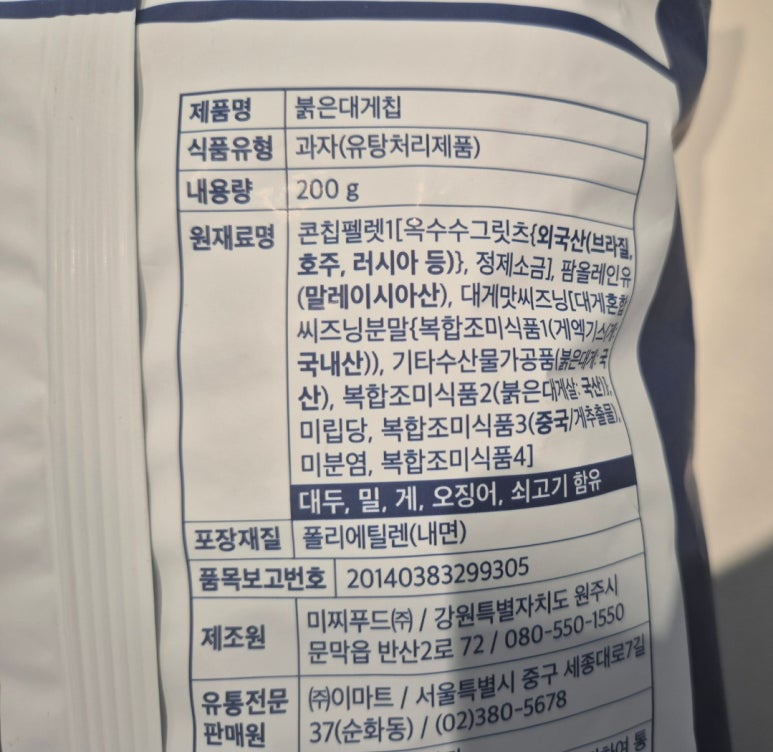 제품명 붉은대게칩
식품유형 과자(유탕처리제품)
내용량 200 g
원재료명 콘칩펠렛1[옥수수그릿츠{외국산(브라질,
호주, 러시아 등)}, 정제소금], 팜올레인유
(말레이시아산), 대게맛씨즈닝[대게혼합
씨즈닝분말{복합조미식품1(게엑기스(게:
국내산)), 기타수산물가공품(붉은대게: 국
산), 복합조미식품2(붉은대게살: 국산)},
미립당, 복합조미식품3(중국/게추출물),
미분염, 복합조미식품4]
대두, 밀, 게, 오징어, 쇠고기 함유
포장재질 폴리에틸렌(내면)
품목보고번호 20140383299305
제조원 미찌푸드㈜ / 강원특별자치도 원주시
문막읍 반산2로 72 / 080-550-1550
유통전문 ㈜이마트 / 서울특별시 중구 세종대로7길
판매원 37(순화동) / (02)380-5678